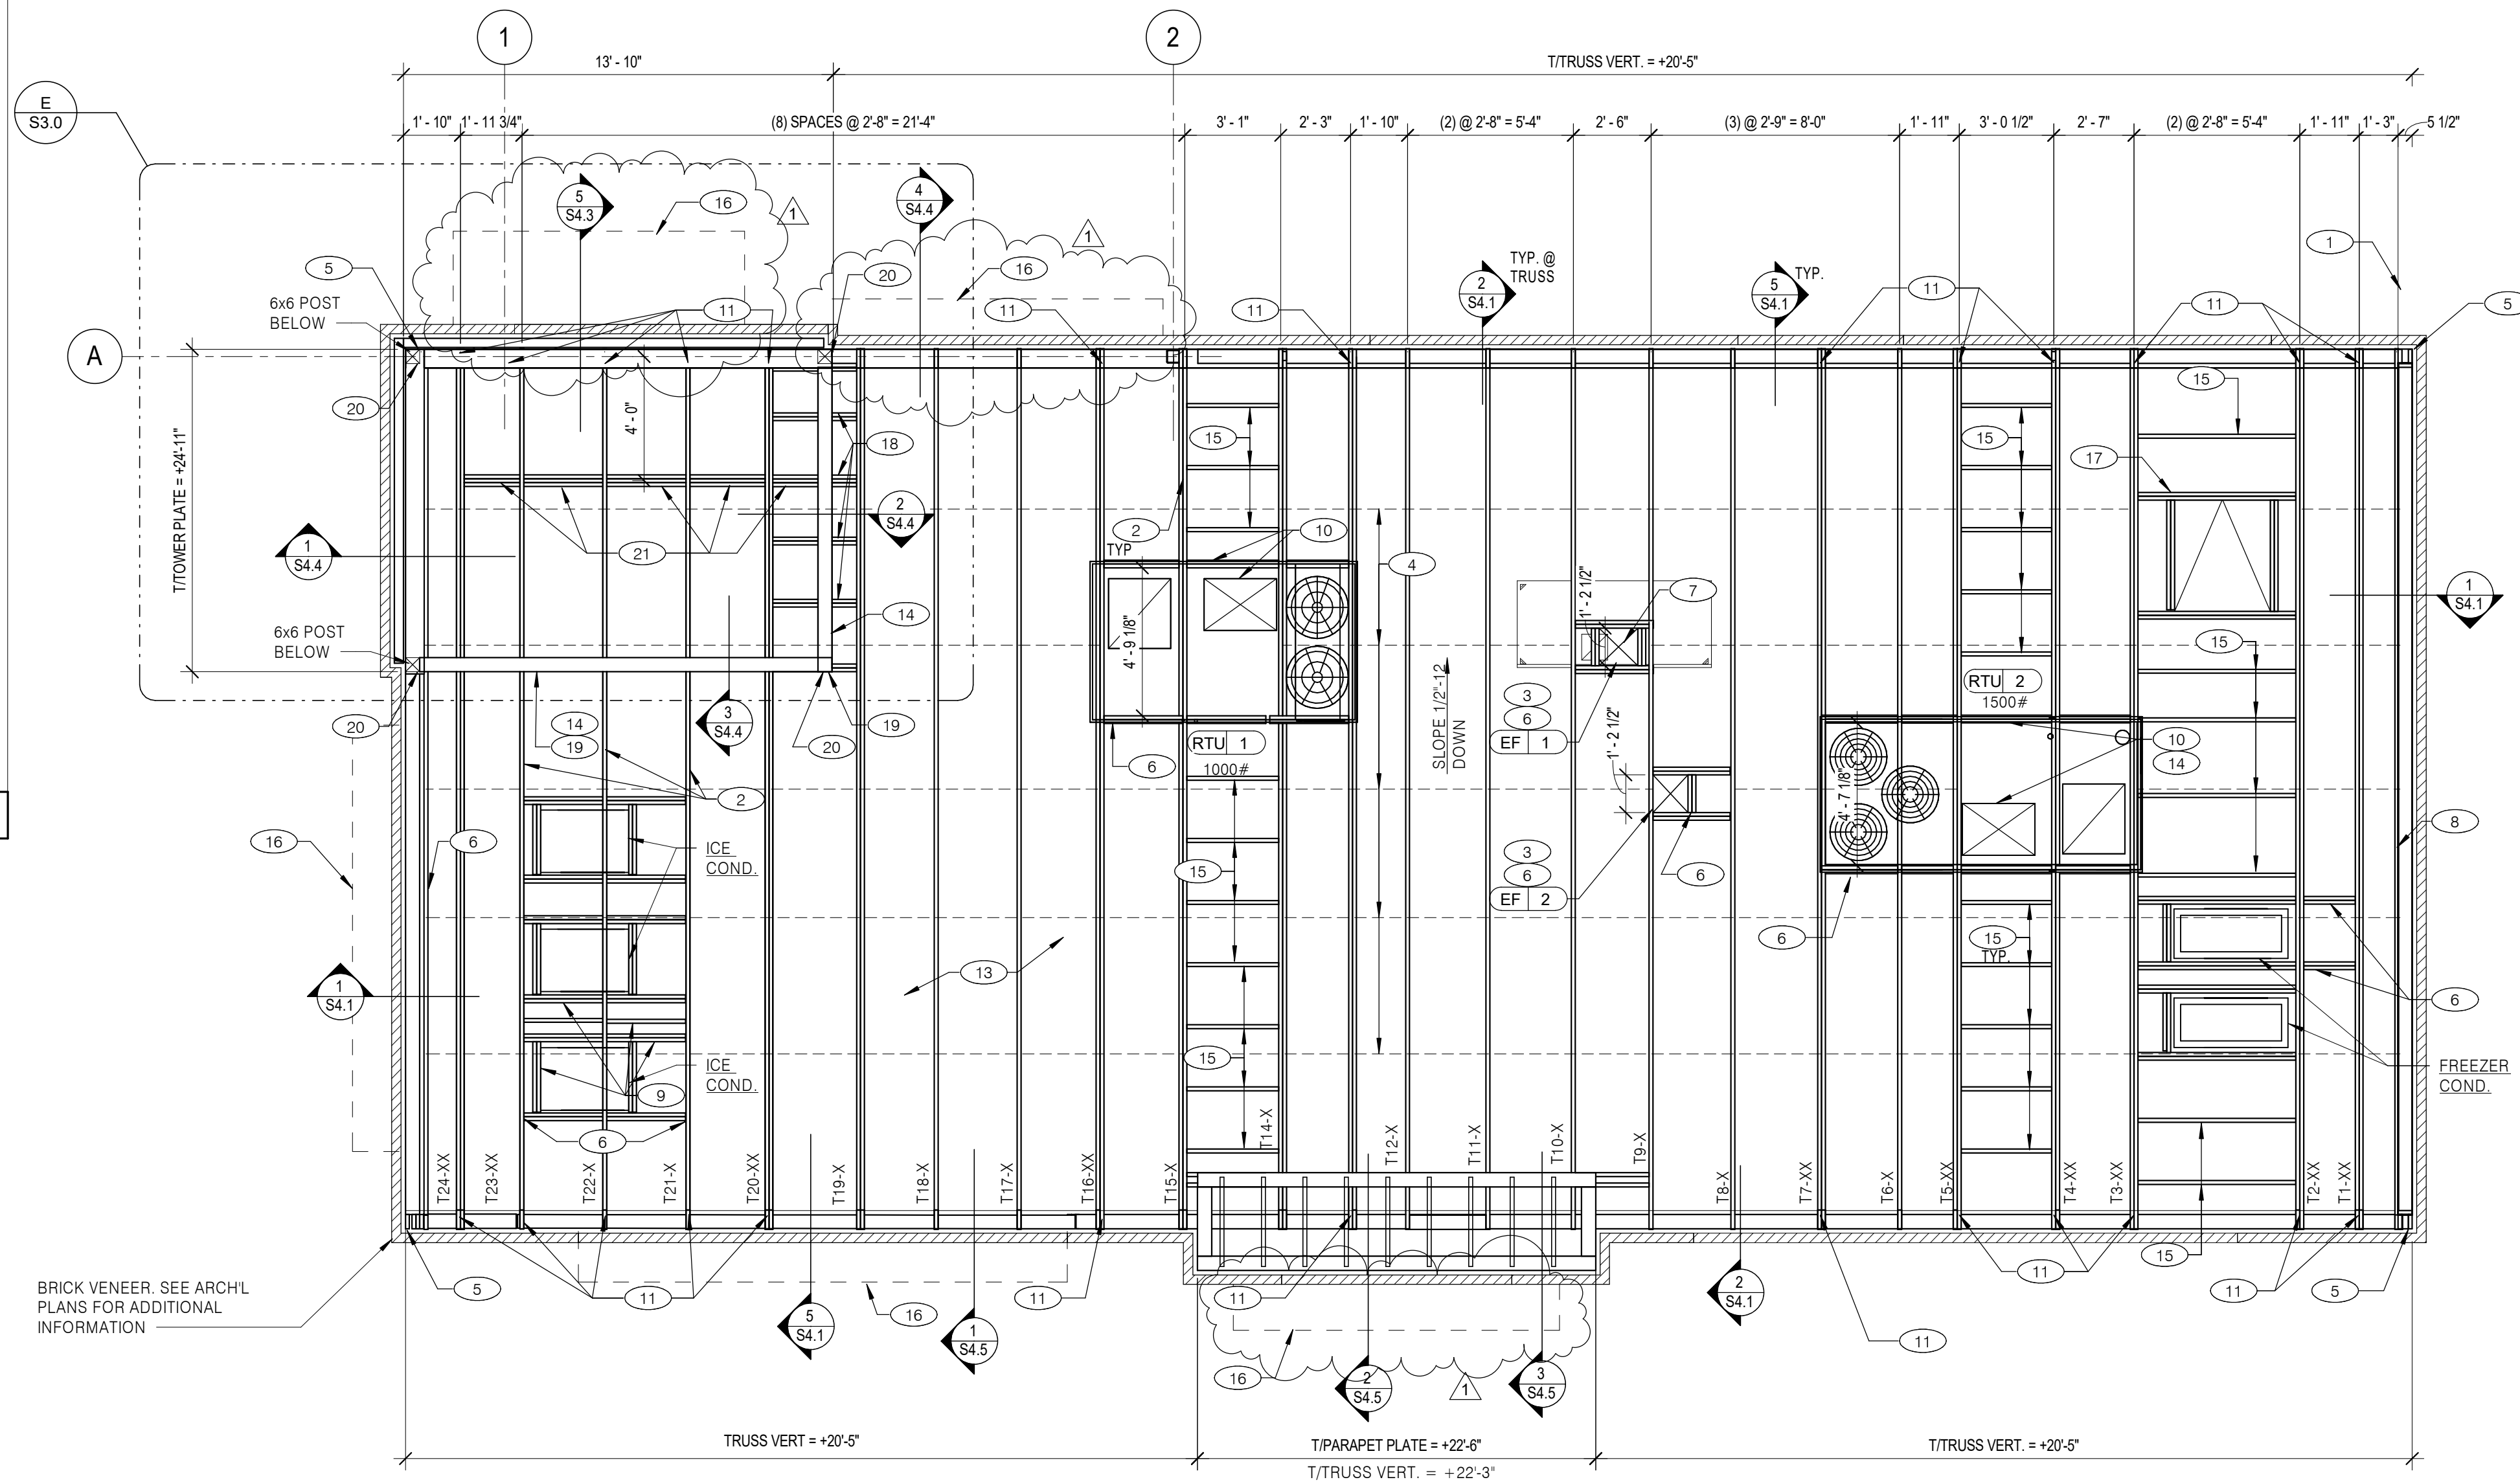 1
2
13' - 10"
T/TRUSS VERT. = +20'-5"
E
S3.0
1' - 10"
1' - 11 3/4"
(8) SPACES @ 2'-8" = 21'-4"
3' - 1"
2' - 3"
1' - 10"
(2) @ 2'-8" = 5'-4"
2' - 6"
(3) @ 2'-9" = 8'-0"
1' - 11"
3' - 0 1/2"
2' - 7"
(2) @ 2'-8" = 5'-4"
1' - 11"
1' - 3"
5 1/2"
5
S4.3
16
1
4
S4.4
1
16
20
5
6x6 POST
BELOW
11
11
11
2
S4.1
TYP. @
TRUSS
5
S4.1
TYP.
11
11
1
5
A
20
4' - 0"
18
15
15
15
17
T/TOWER PLATE = +24'-11"
1
S4.4
21
2
S4.4
2
TYP
10
4
4' - 9 1/8"
1' - 2 1/2"
7
14
1
S4.1
6x6 POST
BELOW
15
20
14
19
3
S4.4
20
19
RTU 1
1000#
6
SLOPE 1/2"-12
DOWN
3
6
EF 1
1' - 2 1/2"
RTU 2
1500#
10
14
4' - 7 1/8"
2
16
6
ICE
COND.
15
3
6
EF 2
6
8
13
6
15
TYP.
6
1
S4.1
15
ICE
COND.
9
FREEZER
COND.
6
T24-XX
T23-XX
T22-X
T21-X
T20-XX
T19-X
T18-X
T17-X
T16-XX
T15-X
T14-X
T12-X
T11-X
T10-X
T9-X
T8-X
T7-XX
T6-X
T5-XX
T4-XX
T3-XX
T2-XX
T1-XX
15
BRICK VENEER. SEE ARCH'L
PLANS FOR ADDITIONAL
INFORMATION
5
11
5
S4.1
16
1
S4.5
11
11
16
2
S4.5
1
3
S4.5
2
S4.1
11
11
11
5
TRUSS VERT = +20'-5"
T/PARAPET PLATE = +22'-6"
T/TRUSS VERT. = +22'-3"
T/TRUSS VERT. = +20'-5"